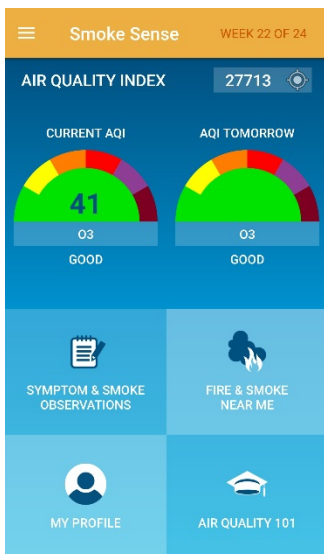 Smoke Sense WEEK 22 OF 24
AIR QUALITY INDEX 27713
CURRENT AQI
41
O3
GOOD
AQI TOMORROW
O3
GOOD
SYMPTOM & SMOKE
OBSERVATIONS
FIRE & SMOKE
NEAR ME
MY PROFILE
AIR QUALITY 101